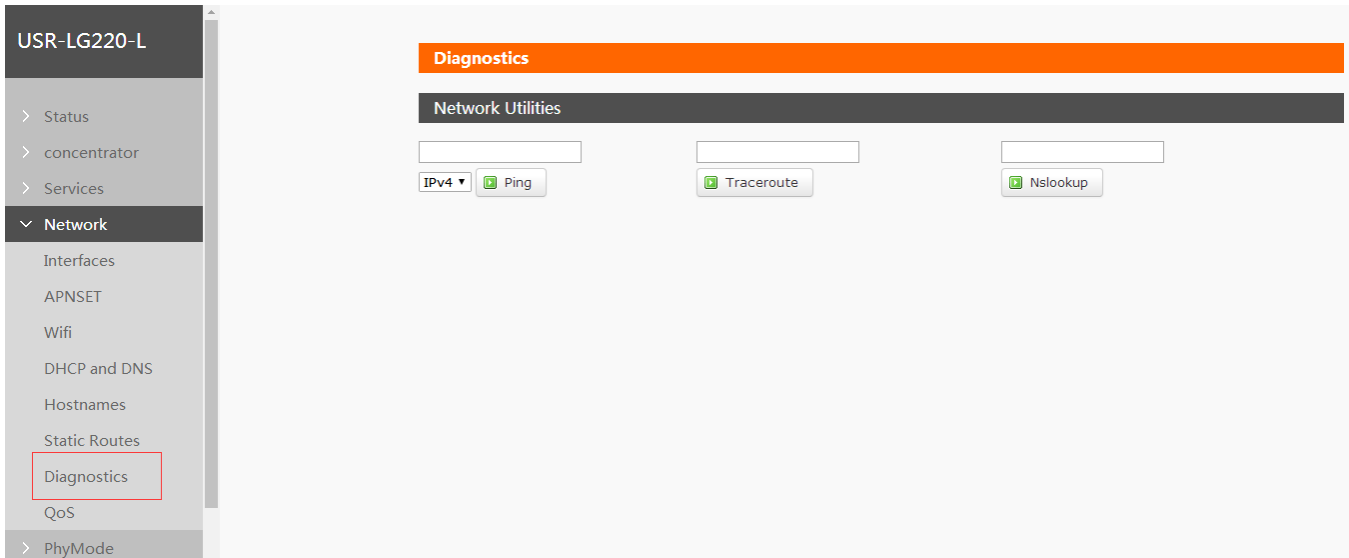 USR-LG220-L
Status
concentrator
Services
Network
Interfaces
APNSET
Wifi
DHCP and DNS
Hostnames
Static Routes
Diagnostics
QoS
PhyMode
Diagnostics
Network Utilities
IPv4 Ping
Traceroute
Nslookup